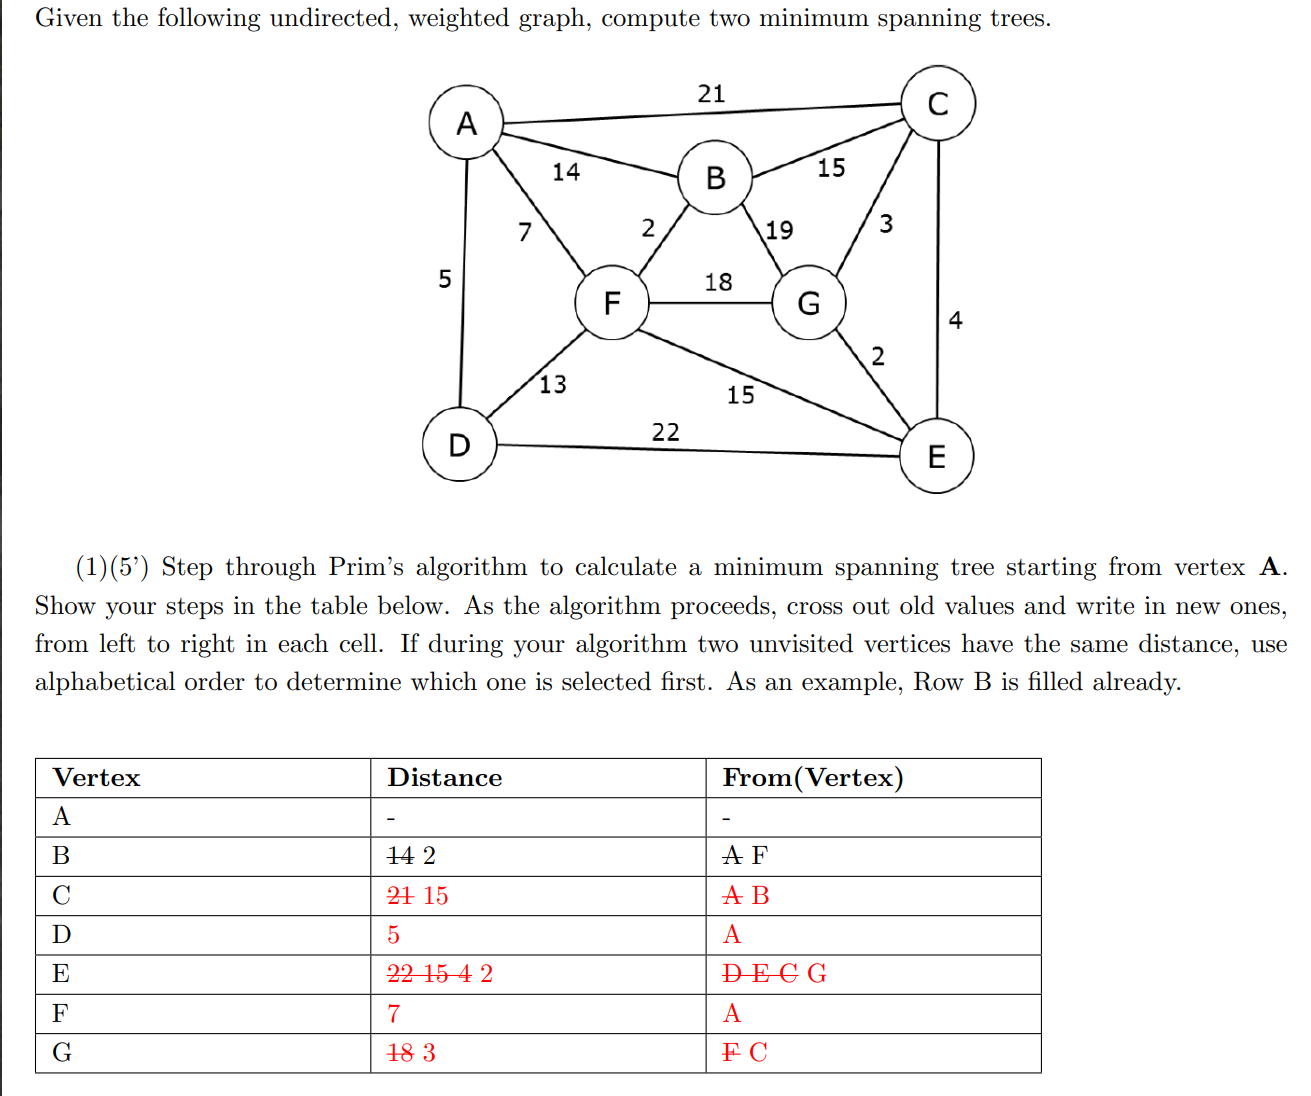 Given the following undirected, weighted graph, compute two minimum spanning trees.
21
C
A
14
B
15
7
2
19
3
5
18
F
G
4
2
13
15
22
D
E
(1)(5’) Step through Prim’s algorithm to calculate a minimum spanning tree starting from vertex A.
Show your steps in the table below. As the algorithm proceeds, cross out old values and write in new ones,
from left to right in each cell. If during your algorithm two unvisited vertices have the same distance, use
alphabetical order to determine which one is selected first. As an example, Row B is filled already.
Vertex Distance From(Vertex)
A - -
B 14 2 A F
C 21 15 A B
D 5 A
E 22 15 4 2 D E C G
F 7 A
G 18 3 F C